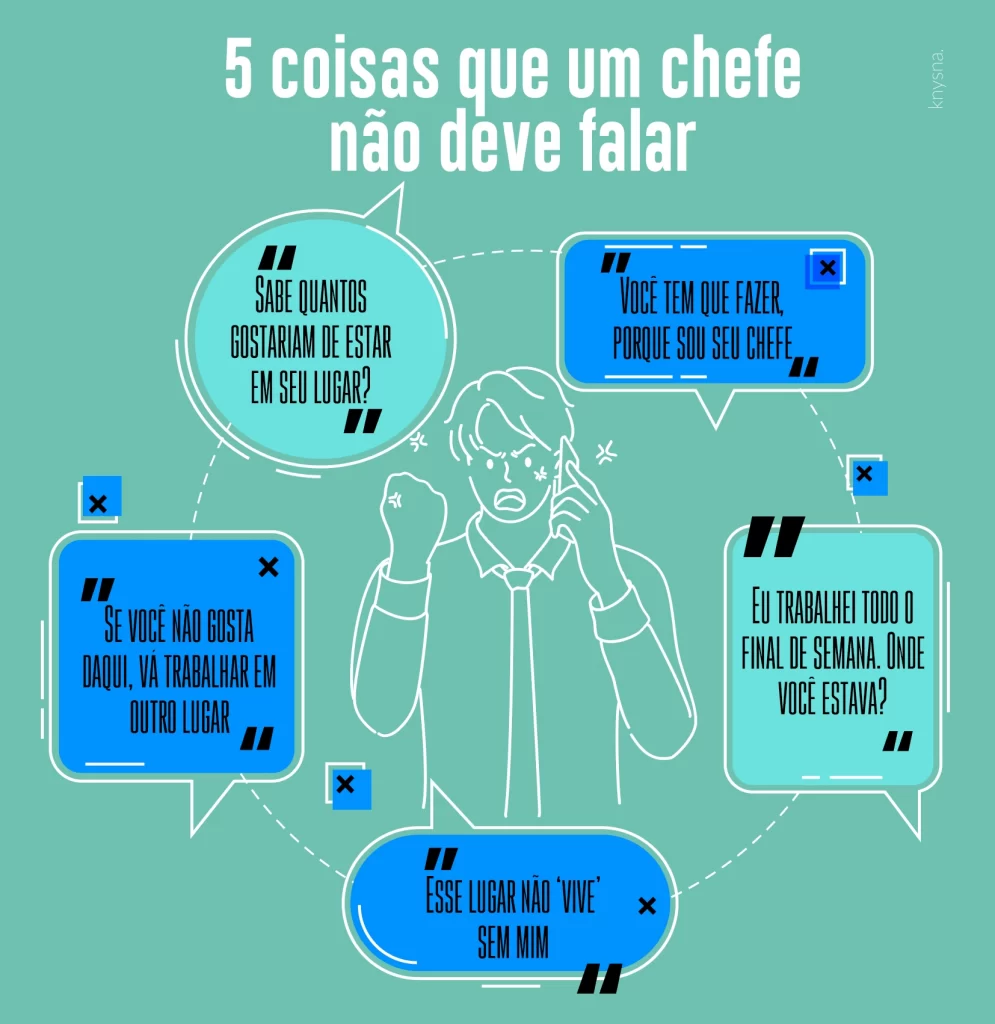 5 coisas que um chefe
não deve falar
knysna.
"
Sabe quantos
gostariam de estar
em seu lugar?
"
"
Você tem que fazer,
porque sou seu chefe
"
"
Se você não gosta
daqui, vá trabalhar em
outro lugar
"
"
Eu trabalhei todo o
final de semana. Onde
você estava?
"
"
Esse lugar não ‘vive’
sem mim
"